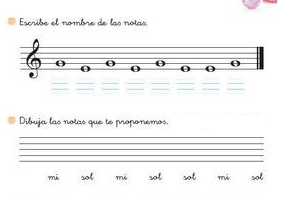 Escribe el nombre de las notas.
Dibuja las notas que te proponemos.
mi sol mi sol sol mi sol